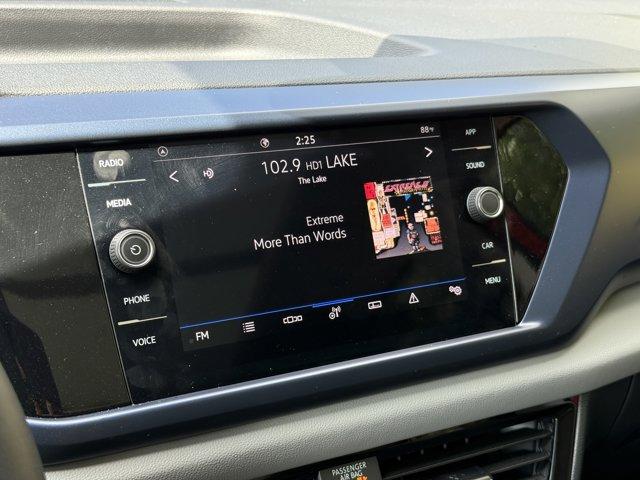 2:25
88°F
RADIO
MEDIA
PHONE
VOICE
102.9 HD1 LAKE
The Lake
Extreme
More Than Words
EXTREME II
FM
APP
SOUND
CAR
MENU
PASSENGER
AIR BAG